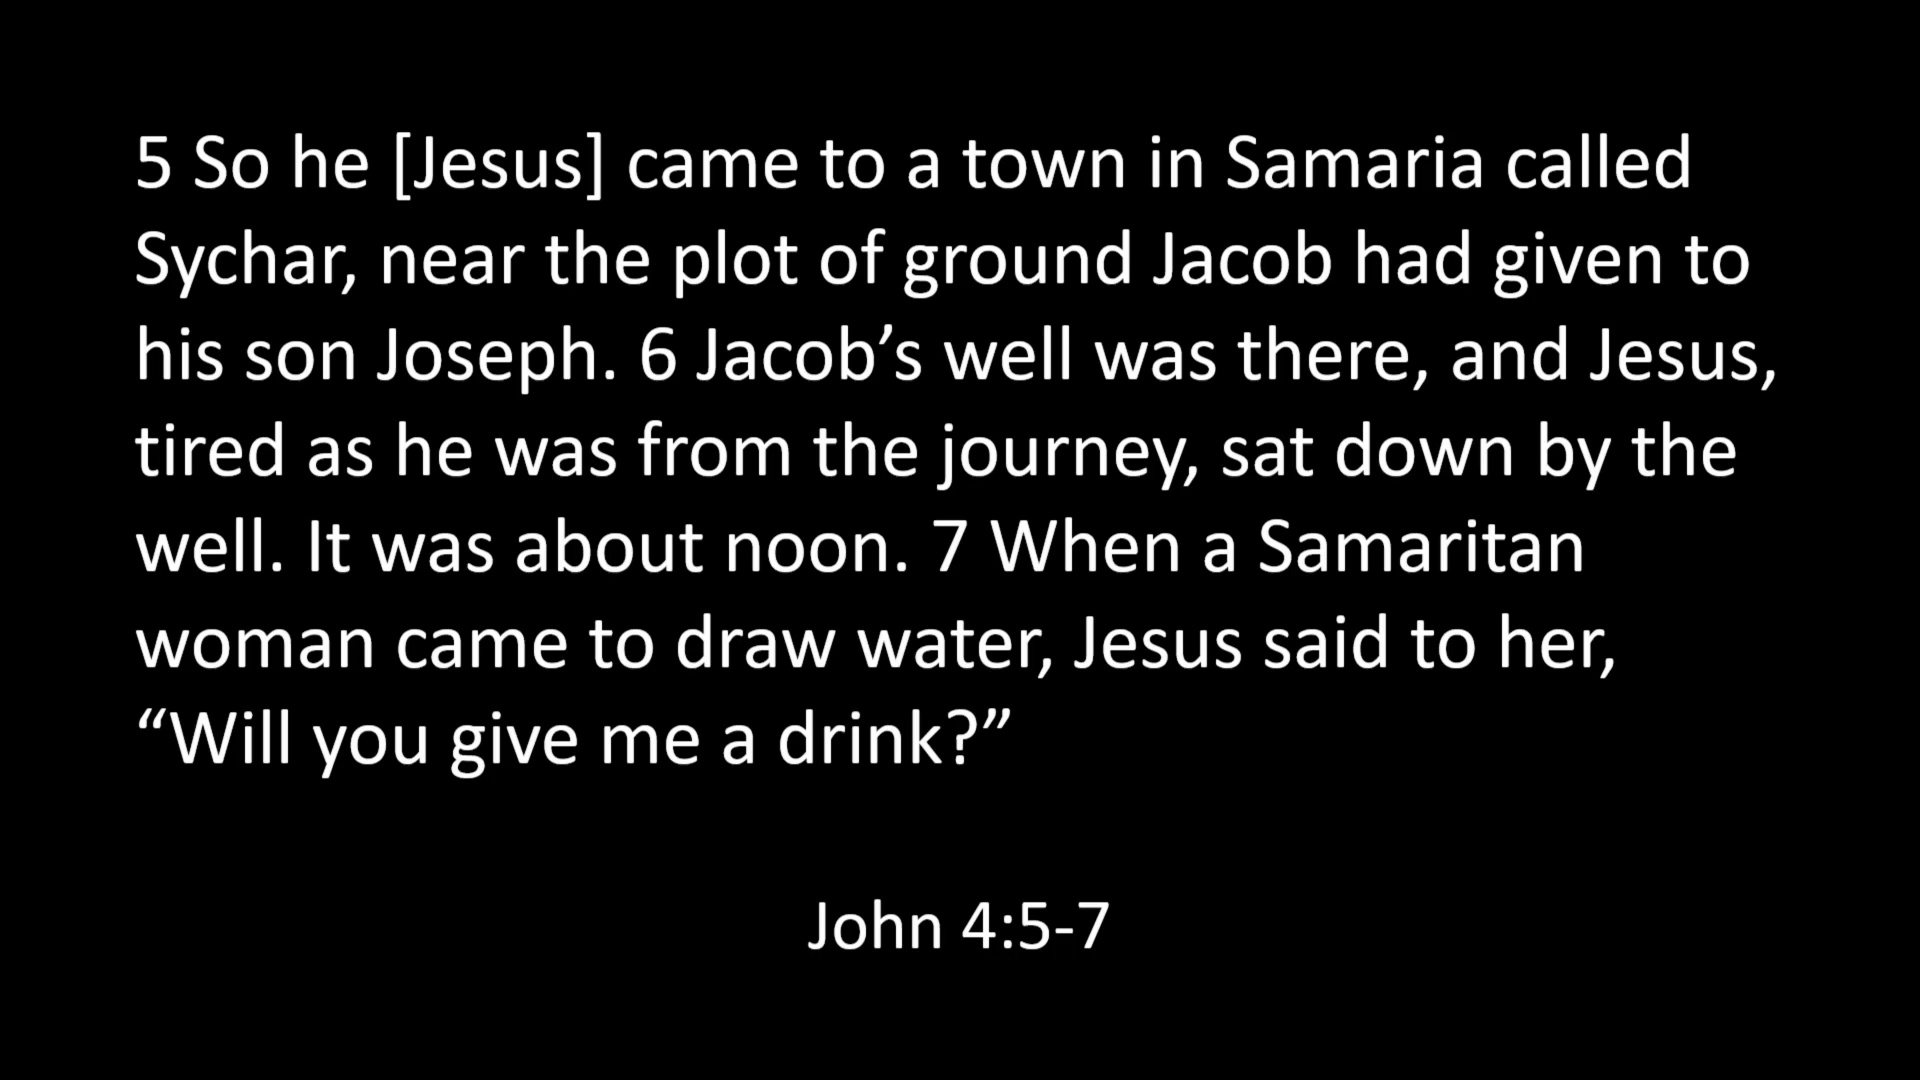 5 So he [Jesus] came to a town in Samaria called
Sychar, near the plot of ground Jacob had given to
his son Joseph. 6 Jacob’s well was there, and Jesus,
tired as he was from the journey, sat down by the
well. It was about noon. 7 When a Samaritan
woman came to draw water, Jesus said to her,
“Will you give me a drink?”
John 4:5-7